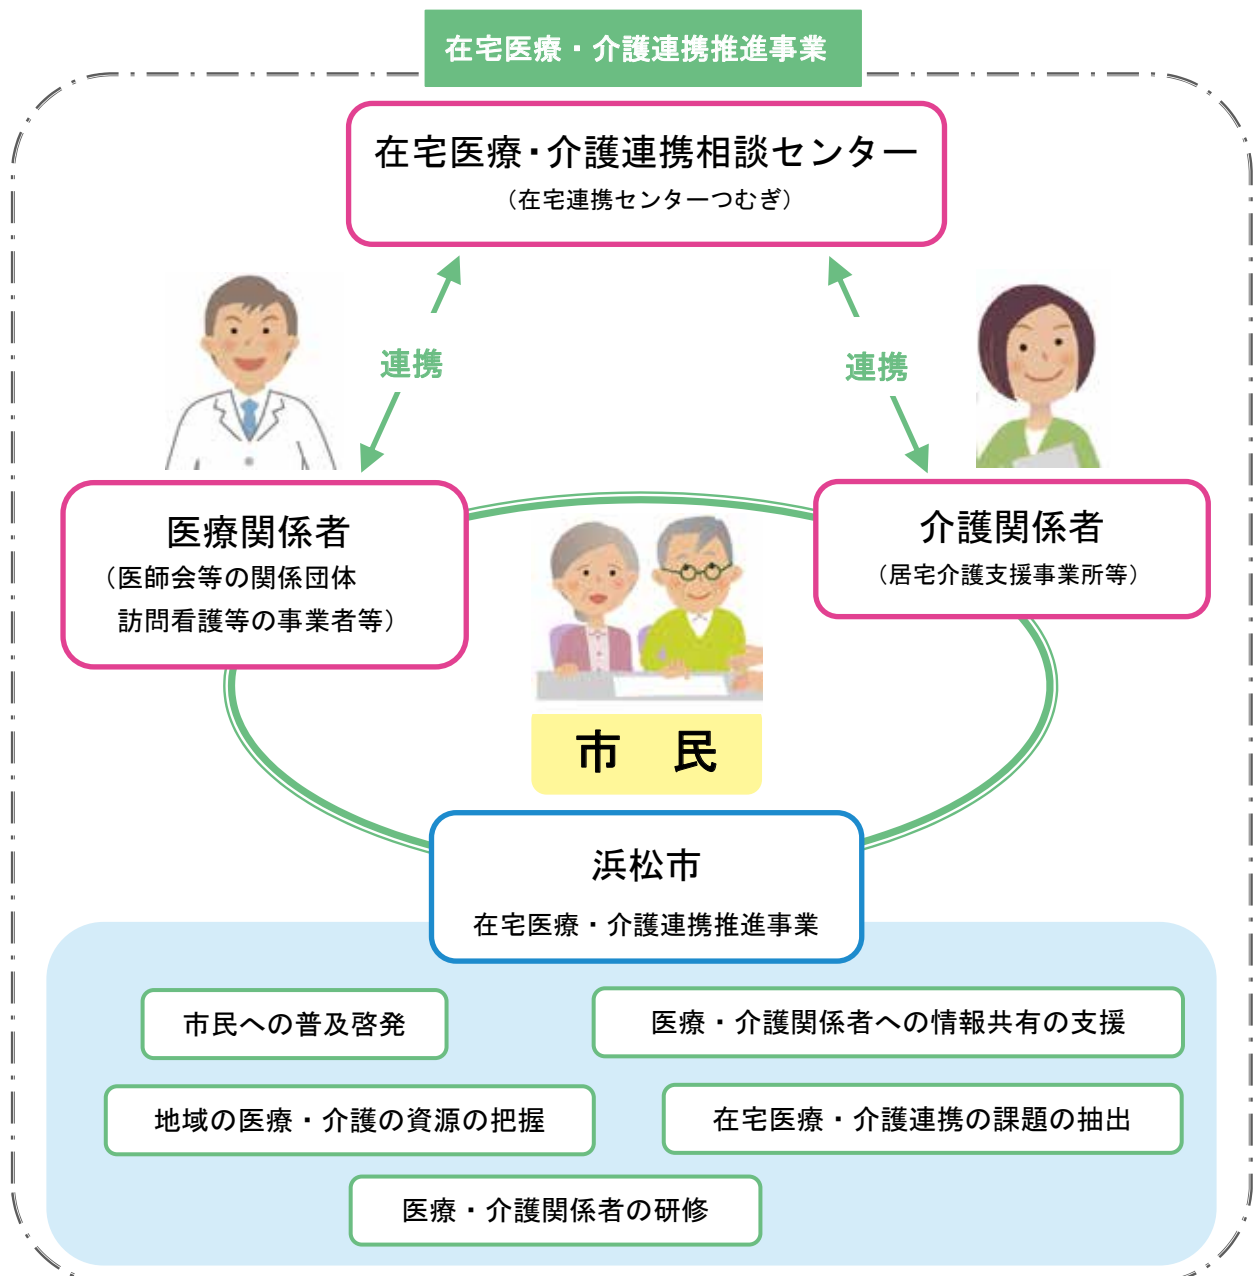 在宅医療・介護連携推進事業
在宅医療・介護連携相談センター
（在宅連携センターつむぎ）
連携
連携
医療関係者
（医師会等の関係団体
訪問看護等の事業者等）
介護関係者
（居宅介護支援事業所等）
市　民
浜松市
在宅医療・介護連携推進事業
市民への普及啓発
医療・介護関係者への情報共有の支援
地域の医療・介護の資源の把握
在宅医療・介護連携の課題の抽出
医療・介護関係者の研修